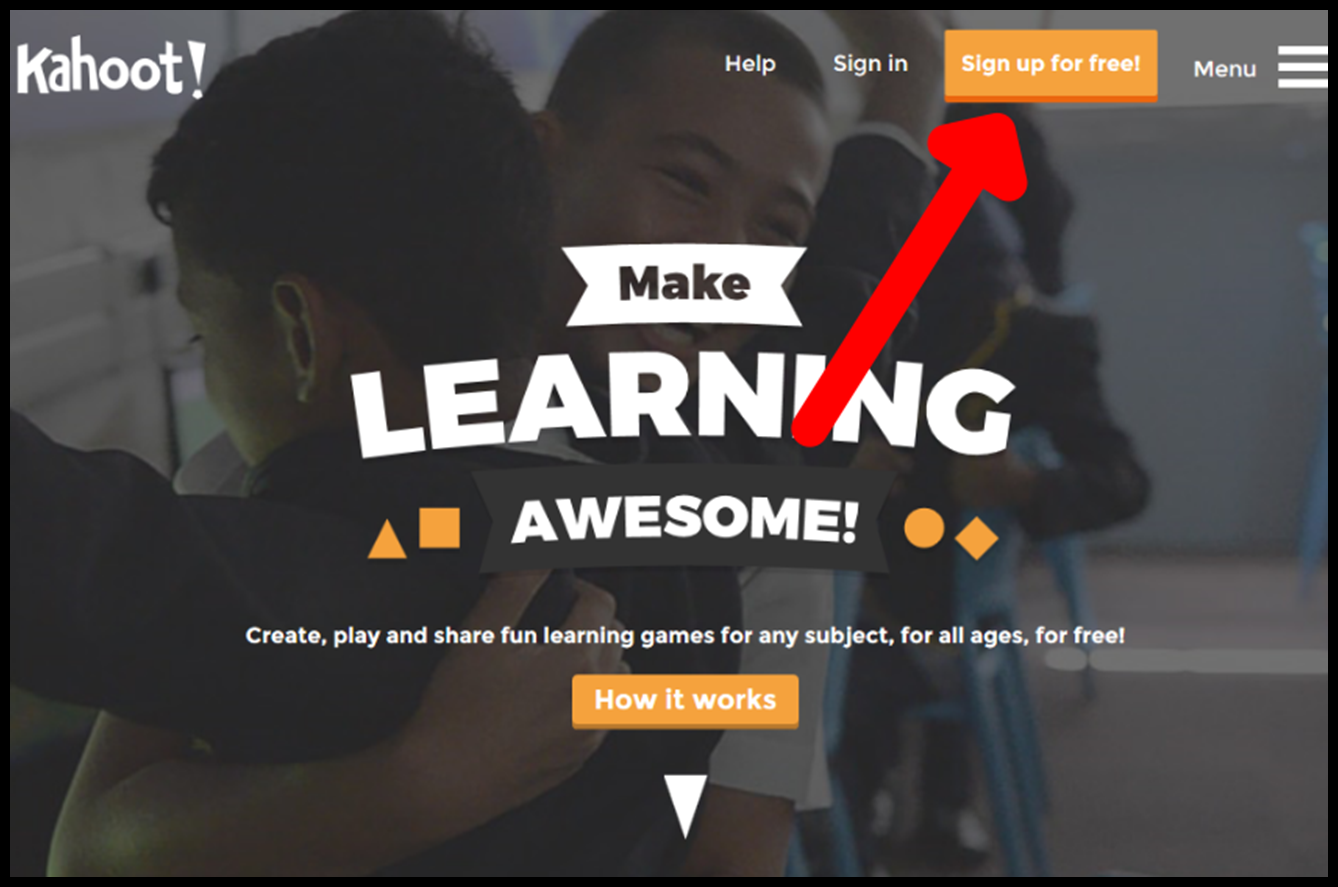 Kahoot!
Help Sign in Sign up for free! Menu
Make
LEARNING
AWESOME!
Create, play and share fun learning games for any subject, for all ages, for free!
How it works